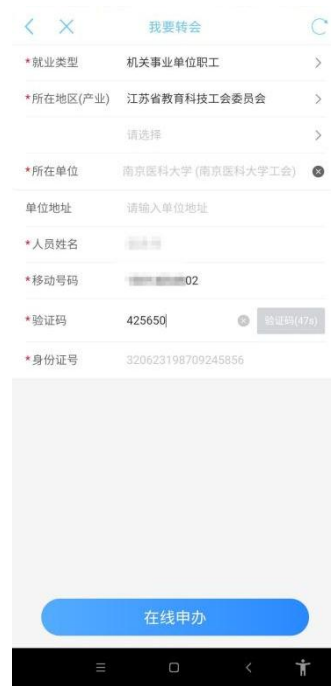 我要转会
*就业类型 机关事业单位职工
*所在地区(产业) 江苏省教育科技工会委员会
请选择
*所在单位 南京医科大学 (南京医科大学工会)
单位地址 请输入单位地址
*人员姓名
*移动号码 02
*验证码 425650 验证码(47s)
*身份证号 320623198709245856
在线申办